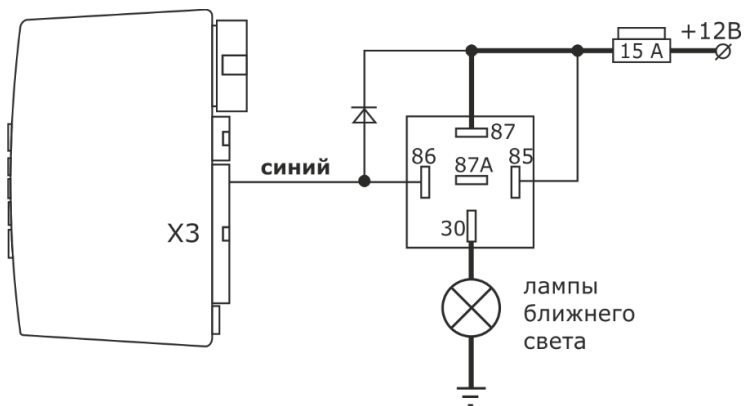 +12В
15 А
87
86
87А
85
синий
X3
30
лампы
ближнего
света